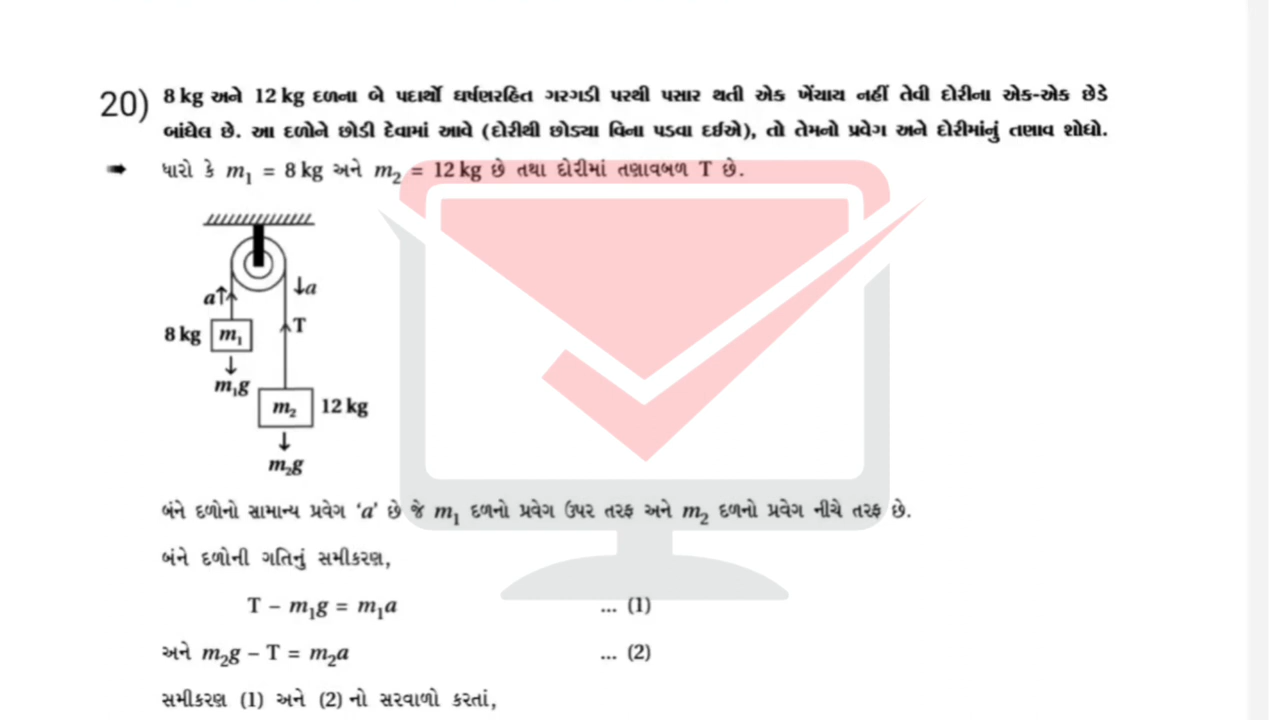 20) 8 kg અને 12 kg દળના બે પદાર્થો ઘર્ષણરહિત ગરગડી પરથી પસાર થતી એક ખેંચાય નહીં તેવી દોરીના એક-એક છેડે
બાંધેલ છે. આ દળોને છોડી દેવામાં આવે (દોરીથી છોડ્યા વિના પડવા દઈએ), તો તેમનો પ્રવેગ અને દોરીમાંનું તણાવ શોધો.
➠ ધારો કે m₁ = 8 kg અને m₂ = 12 kg છે તથા દોરીમાં તણાવબળ T છે.
a↑ ↓a
T
8 kg m₁
↓
m₁g
m₂ 12 kg
↓
m₂g
બંને દળોનો સામાન્ય પ્રવેગ ‘a’ છે જે m₁ દળનો પ્રવેગ ઉપર તરફ અને m₂ દળનો પ્રવેગ નીચે તરફ છે.
બંને દળોની ગતિનું સમીકરણ,
T – m₁g = m₁a ... (1)
અને m₂g – T = m₂a ... (2)
સમીકરણ (1) અને (2) નો સરવાળો કરતાં,